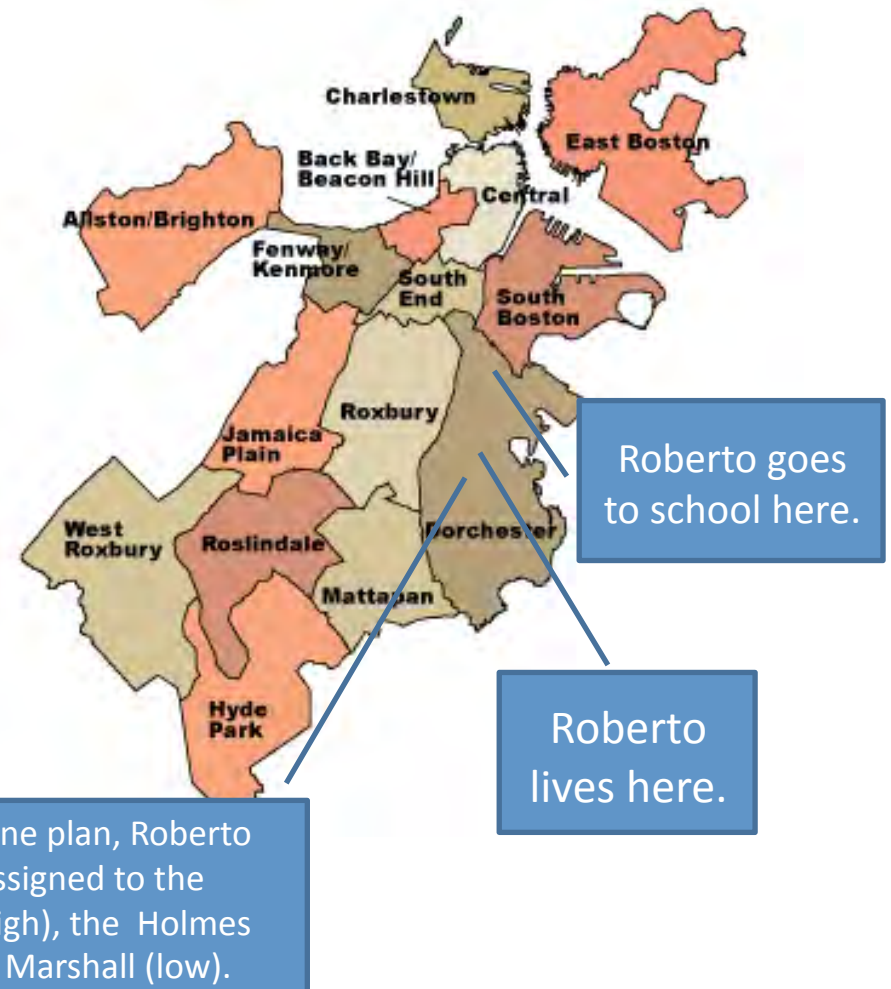 Charlestown
East Boston
Back Bay/
Beacon Hill
Central
Allston/Brighton
Fenway/
Kenmore
South
End
South
Boston
Roxbury
Jamaica
Plain
Roberto goes
to school here.
West
Roxbury
Roslindale
Dorchester
Mattapan
Hyde
Park
Roberto
lives here.
ne plan, Roberto
ssigned to the
igh), the Holmes
Marshall (low).